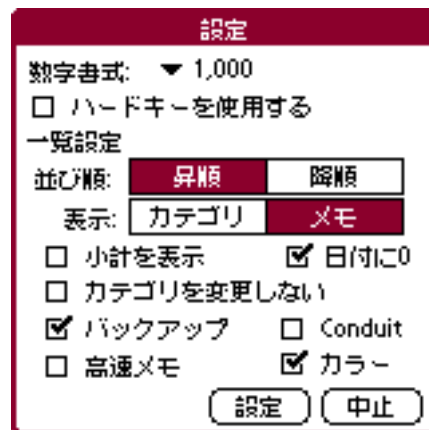 設定
数字書式: ▼ 1,000
ハードキーを使用する
一覧設定
並び順: 昇順 降順
表示: カテゴリ メモ
小計を表示 日付に0
カテゴリを変更しない
バックアップ Conduit
高速メモ カラー
設定 中止